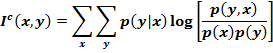 I^c(x,y) = ∑_x ∑_y p(y|x) log [ p(y,x) / p(x)p(y) ]